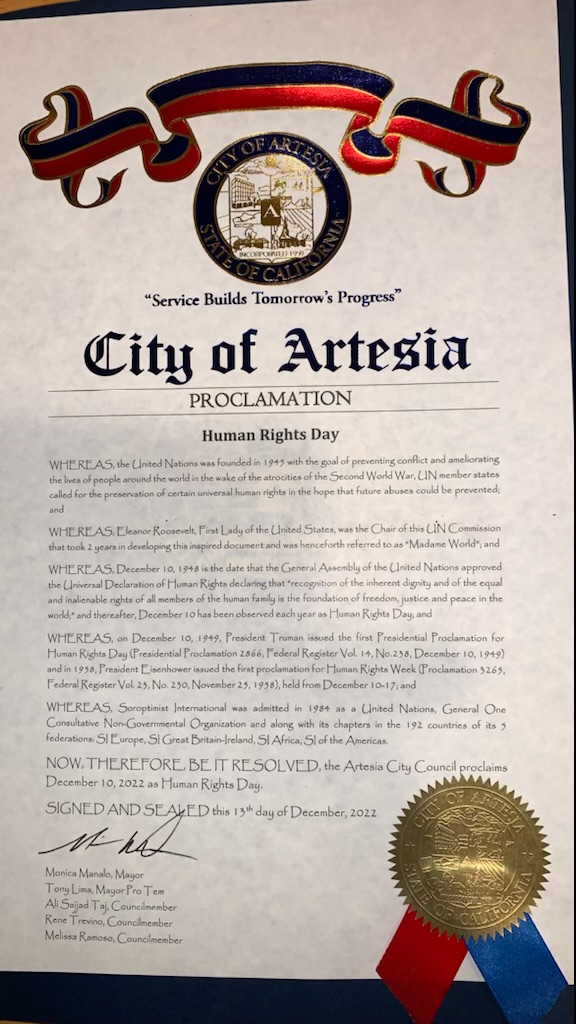 CITY OF ARTESIA
A
INCORPORATED 1959
STATE OF CALIFORNIA
“Service Builds Tomorrow's Progress”
City of Artesia
PROCLAMATION
Human Rights Day
WHEREAS, the United Nations was founded in 1945 with the goal of preventing conflict and ameliorating
the lives of people around the world in the wake of the atrocities of the Second World War, UN member states
called for the preservation of certain universal human rights in the hope that future abuses could be prevented;
and
WHEREAS, Eleanor Roosevelt, First Lady of the United States, was the Chair of this UN Commission
that took 2 years in developing this inspired document and was henceforth referred to as "Madame World"; and
WHEREAS, December 10, 1948 is the date that the General Assembly of the United Nations approved
the Universal Declaration of Human Rights declaring that "recognition of the inherent dignity and of the equal
and inalienable rights of all members of the human family is the foundation of freedom, justice and peace in the
world;" and thereafter, December 10 has been observed each year as Human Rights Day; and
WHEREAS, on December 10, 1949, President Truman issued the first Presidential Proclamation for
Human Rights Day (Presidential Proclamation 2866, Federal Register Vol. 14, No.238, December 10, 1949)
and in 1958, President Eisenhower issued the first proclamation for Human Rights Week (Proclamation 3265,
Federal Register Vol. 23, No. 230, November 25, 1958), held from December 10-17; and
WHEREAS, Soroptimist International was admitted in 1984 as a United Nations, General One
Consultative Non-Governmental Organization and along with its chapters in the 192 countries of its 5
federations: SI Europe, SI Great Britain-Ireland, SI Africa, SI of the Americas.
NOW, THEREFORE, BE IT RESOLVED, the Artesia City Council proclaims
December 10, 2022 as Human Rights Day.
SIGNED AND SEALED this 13th day of December, 2022
Monica Manalo, Mayor
Tony Lima, Mayor Pro Tem
Ali Sajjad Taj, Councilmember
Rene Trevino, Councilmember
Melissa Ramoso, Councilmember
CITY OF ARTESIA
STATE OF CALIFORNIA